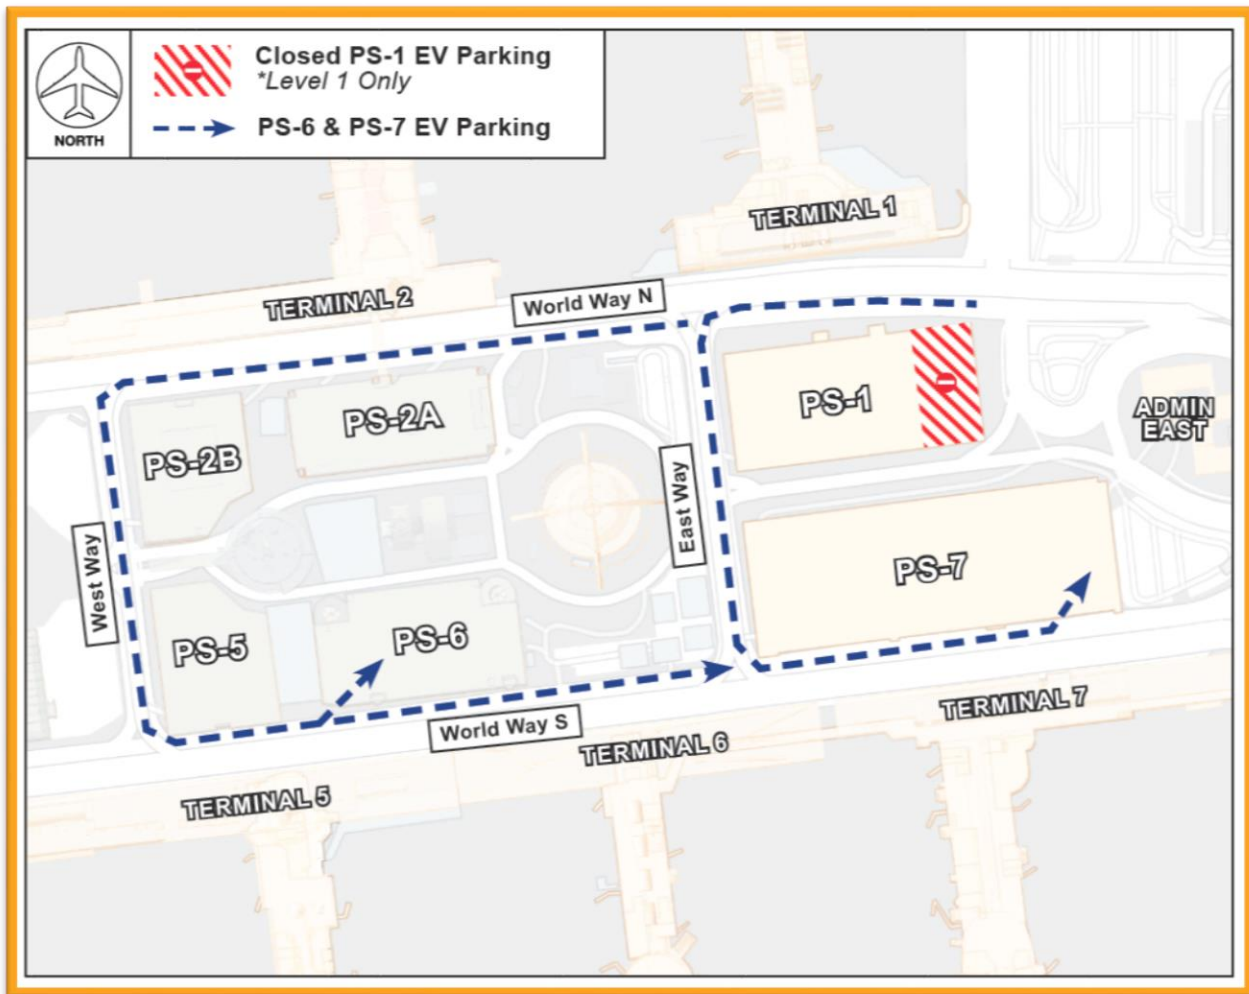 Closed PS-1 EV Parking
*Level 1 Only
NORTH
PS-6 & PS-7 EV Parking
TERMINAL 1
TERMINAL 2
World Way N
PS-1
PS-2A
PS-2B
ADMIN
EAST
East Way
West Way
PS-7
PS-5
PS-6
World Way S
TERMINAL 7
TERMINAL 6
TERMINAL 5